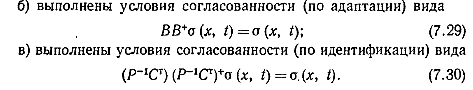 б) выполнены условия согласованности (по адаптации) вида
BB⁺σ (x, t) = σ (x, t); (7.29)
в) выполнены условия согласованности (по идентификации) вида
(P⁻¹Cᵀ) (P⁻¹Cᵀ)⁺σ (x, t) = σ (x, t). (7.30)